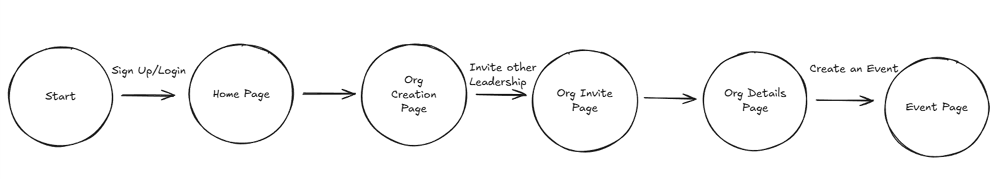 Start
Sign Up/Login
Home Page
Org
Creation
Page
Invite other
Leadership
Org Invite
Page
Org Details
Page
Create an Event
Event Page